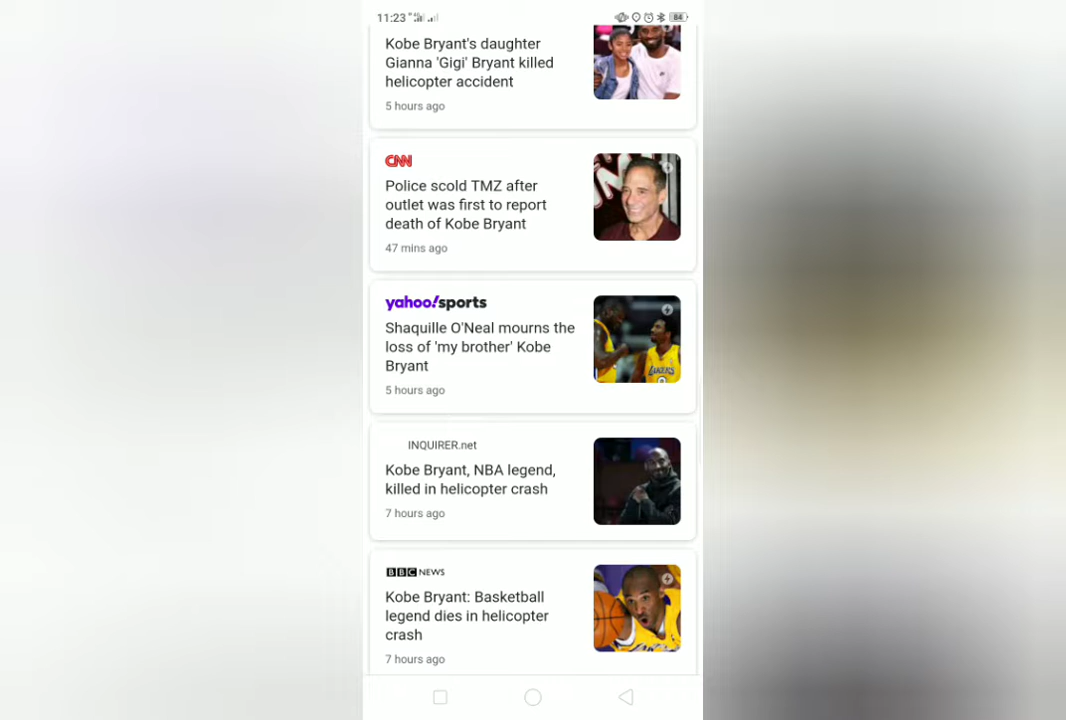 11:23
84
Kobe Bryant's daughter
Gianna 'Gigi' Bryant killed
helicopter accident
5 hours ago
CNN
Police scold TMZ after
outlet was first to report
death of Kobe Bryant
47 mins ago
yahoo!sports
Shaquille O'Neal mourns the
loss of 'my brother' Kobe
Bryant
5 hours ago
LAKERS
INQUIRER.net
Kobe Bryant, NBA legend,
killed in helicopter crash
7 hours ago
BBC NEWS
Kobe Bryant: Basketball
legend dies in helicopter
crash
7 hours ago